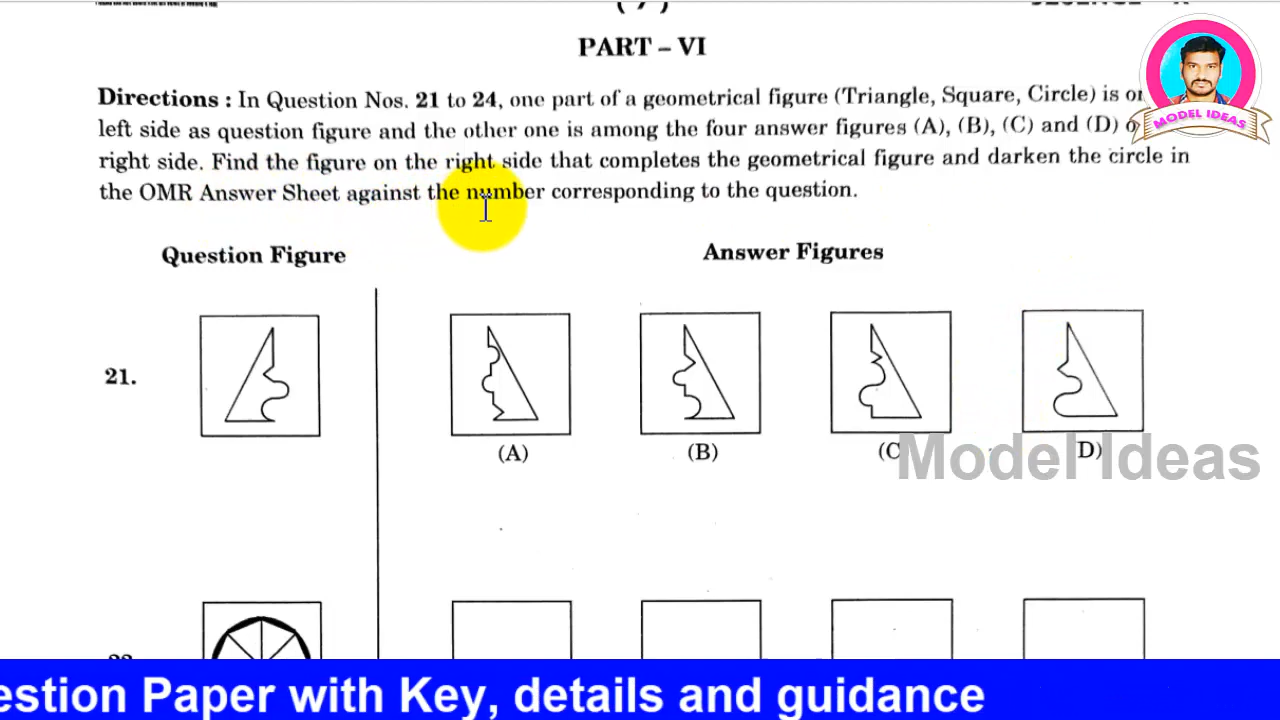 PART – VI
MODEL IDEAS
Directions : In Question Nos. 21 to 24, one part of a geometrical figure (Triangle, Square, Circle) is
left side as question figure and the other one is among the four answer figures (A), (B), (C) and (D)
right side. Find the figure on the right side that completes the geometrical figure and darken the circle in
the OMR Answer Sheet against the number corresponding to the question.
Question Figure
Answer Figures
21.
(A)
(B)
(C
D)
Model Ideas
estion Paper with Key, details and guidance